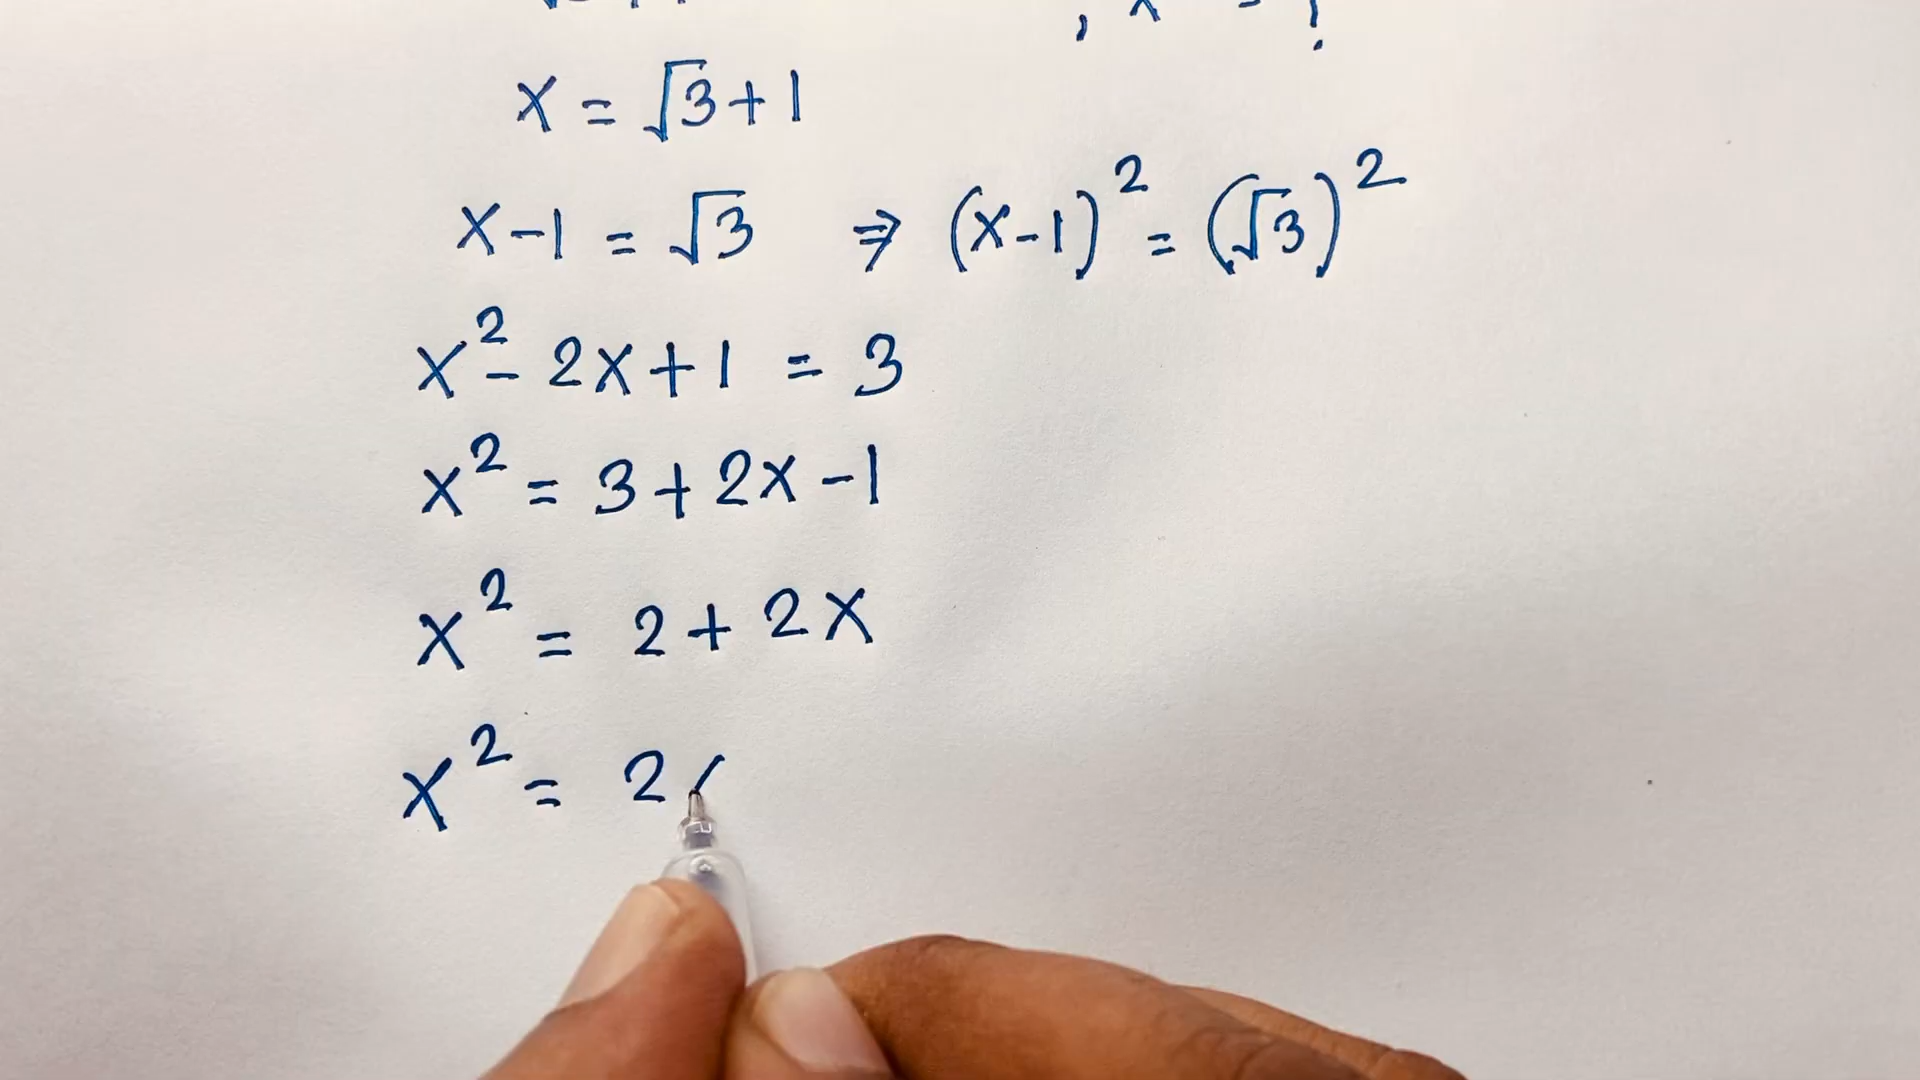 x = √3 + 1
x - 1 = √3 ⇒ (x - 1)² = (√3)²
x² - 2x + 1 = 3
x² = 3 + 2x - 1
x² = 2 + 2x
x² = 2(